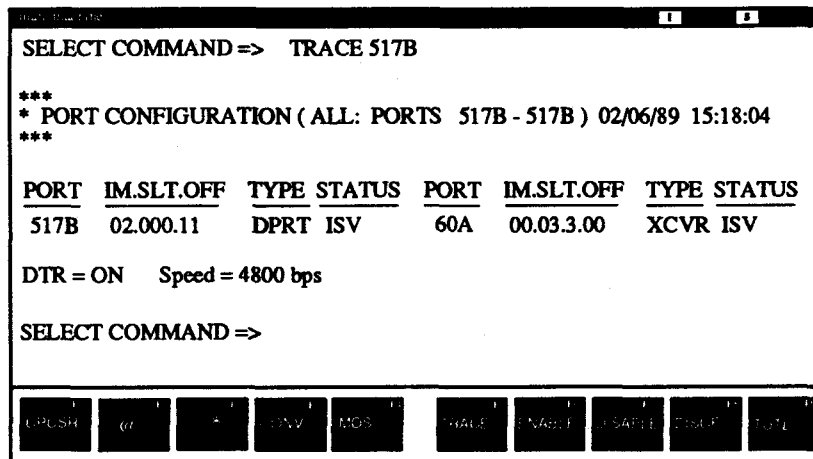 SELECT COMMAND => TRACE 517B
***
* PORT CONFIGURATION ( ALL: PORTS 517B - 517B ) 02/06/89 15:18:04
***
PORT IM.SLT.OFF TYPE STATUS PORT IM.SLT.OFF TYPE STATUS
517B 02.000.11 DPRT ISV 60A 00.03.3.00 XCVR ISV
DTR = ON Speed = 4800 bps
SELECT COMMAND =>
TRACE ENABLE